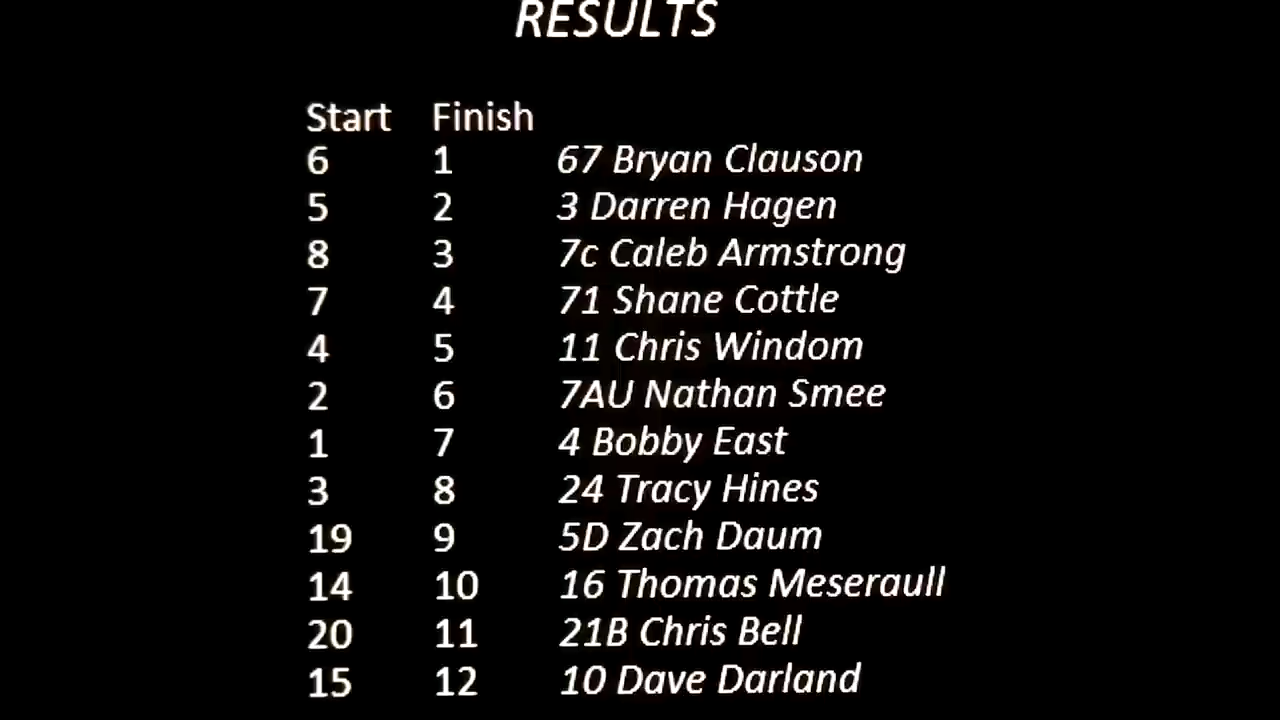 RESULTS
Start Finish
6 1 67 Bryan Clauson
5 2 3 Darren Hagen
8 3 7c Caleb Armstrong
7 4 71 Shane Cottle
4 5 11 Chris Windom
2 6 7AU Nathan Smee
1 7 4 Bobby East
3 8 24 Tracy Hines
19 9 5D Zach Daum
14 10 16 Thomas Meseraull
20 11 21B Chris Bell
15 12 10 Dave Darland